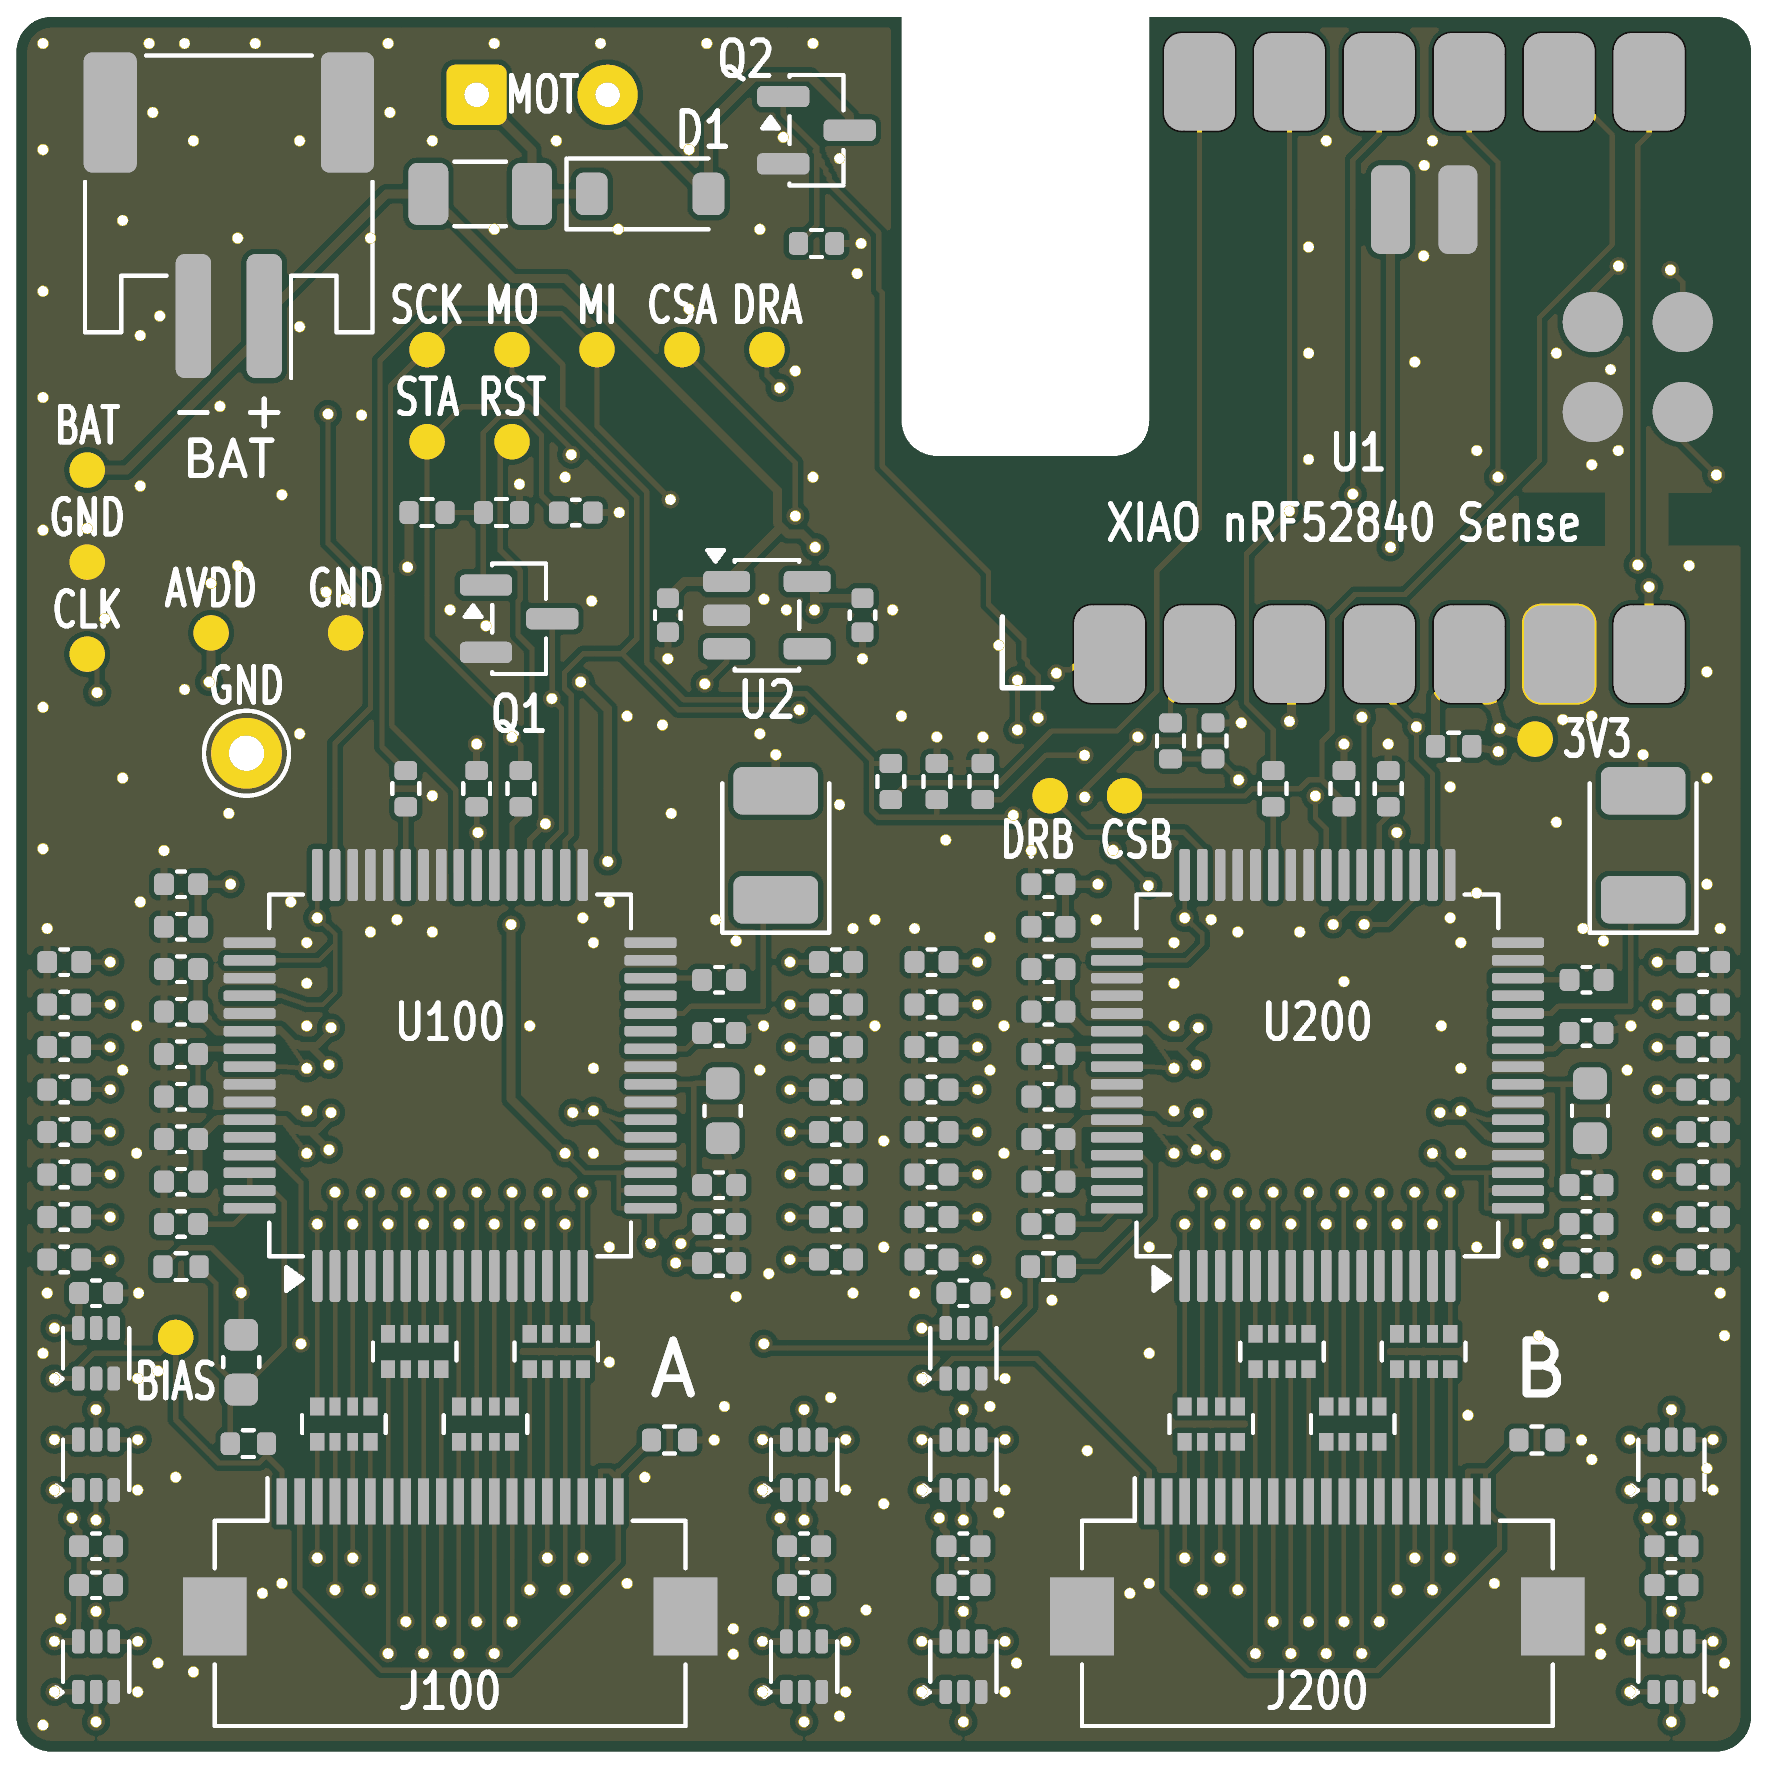 Q2
MOT
D1
SCK MO MI CSA DRA
STA RST
BAT
- +
BAT
U1
GND
XIAO nRF52840 Sense
AVDD GND
CLK
GND
U2
Q1
3V3
DRB CSB
U100
U200
A
B
BIAS
J100
J200